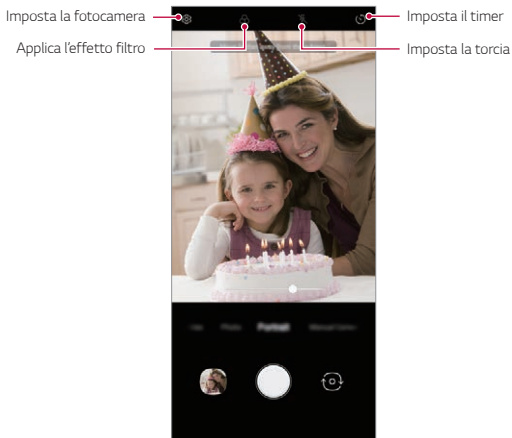 Imposta la fotocamera
Imposta il timer
Applica l'effetto filtro
Imposta la torcia
Photo
Portrait